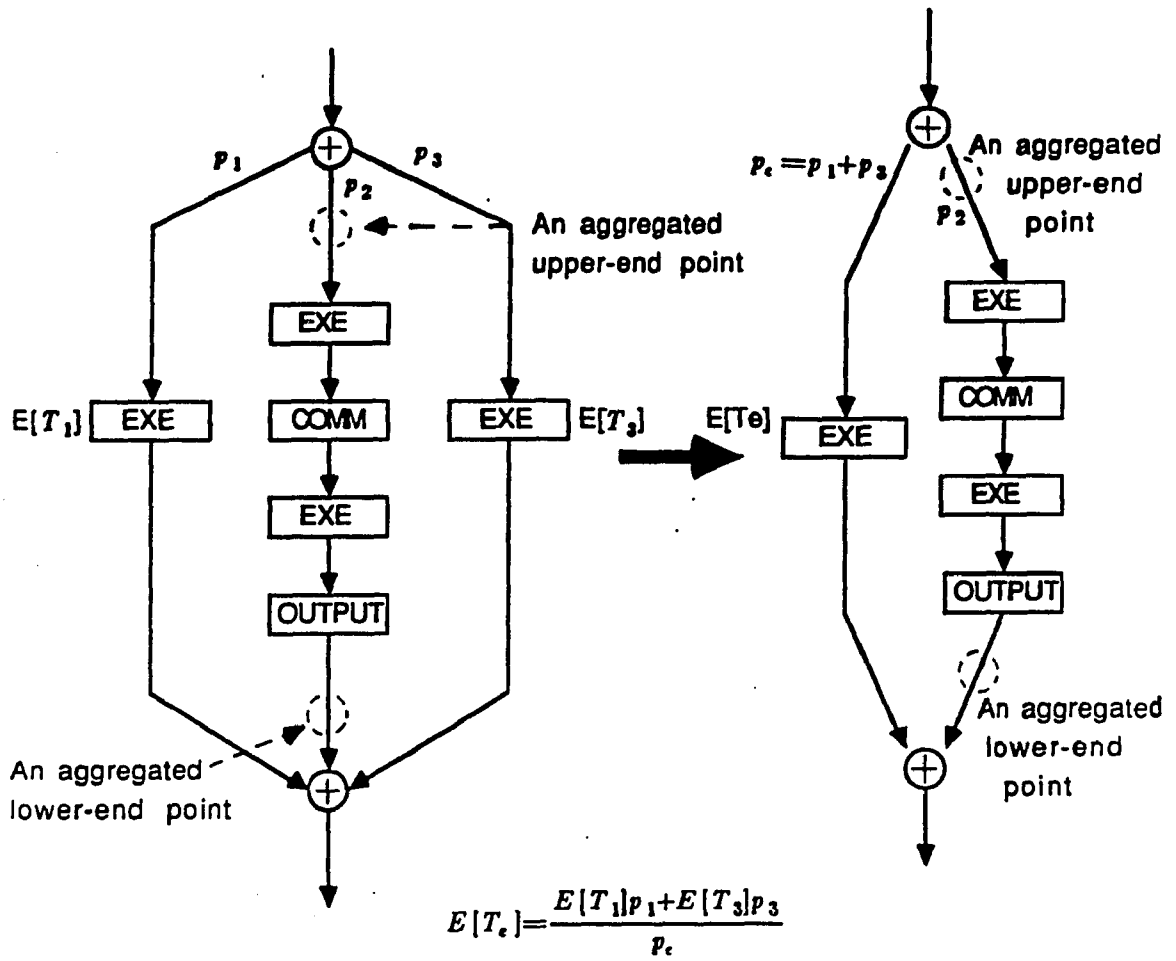 p₁
p₃
p₂
An aggregated
upper-end point
EXE
E[T₁]
EXE
COMM
EXE
E[T₃]
EXE
OUTPUT
An aggregated
lower-end point
pₑ=p₁+p₃
An aggregated
upper-end
point
p₂
EXE
COMM
E[Te]
EXE
EXE
OUTPUT
An aggregated
lower-end
point
E[Tₑ]=
E[T₁]p₁+E[T₃]p₃
pₑ